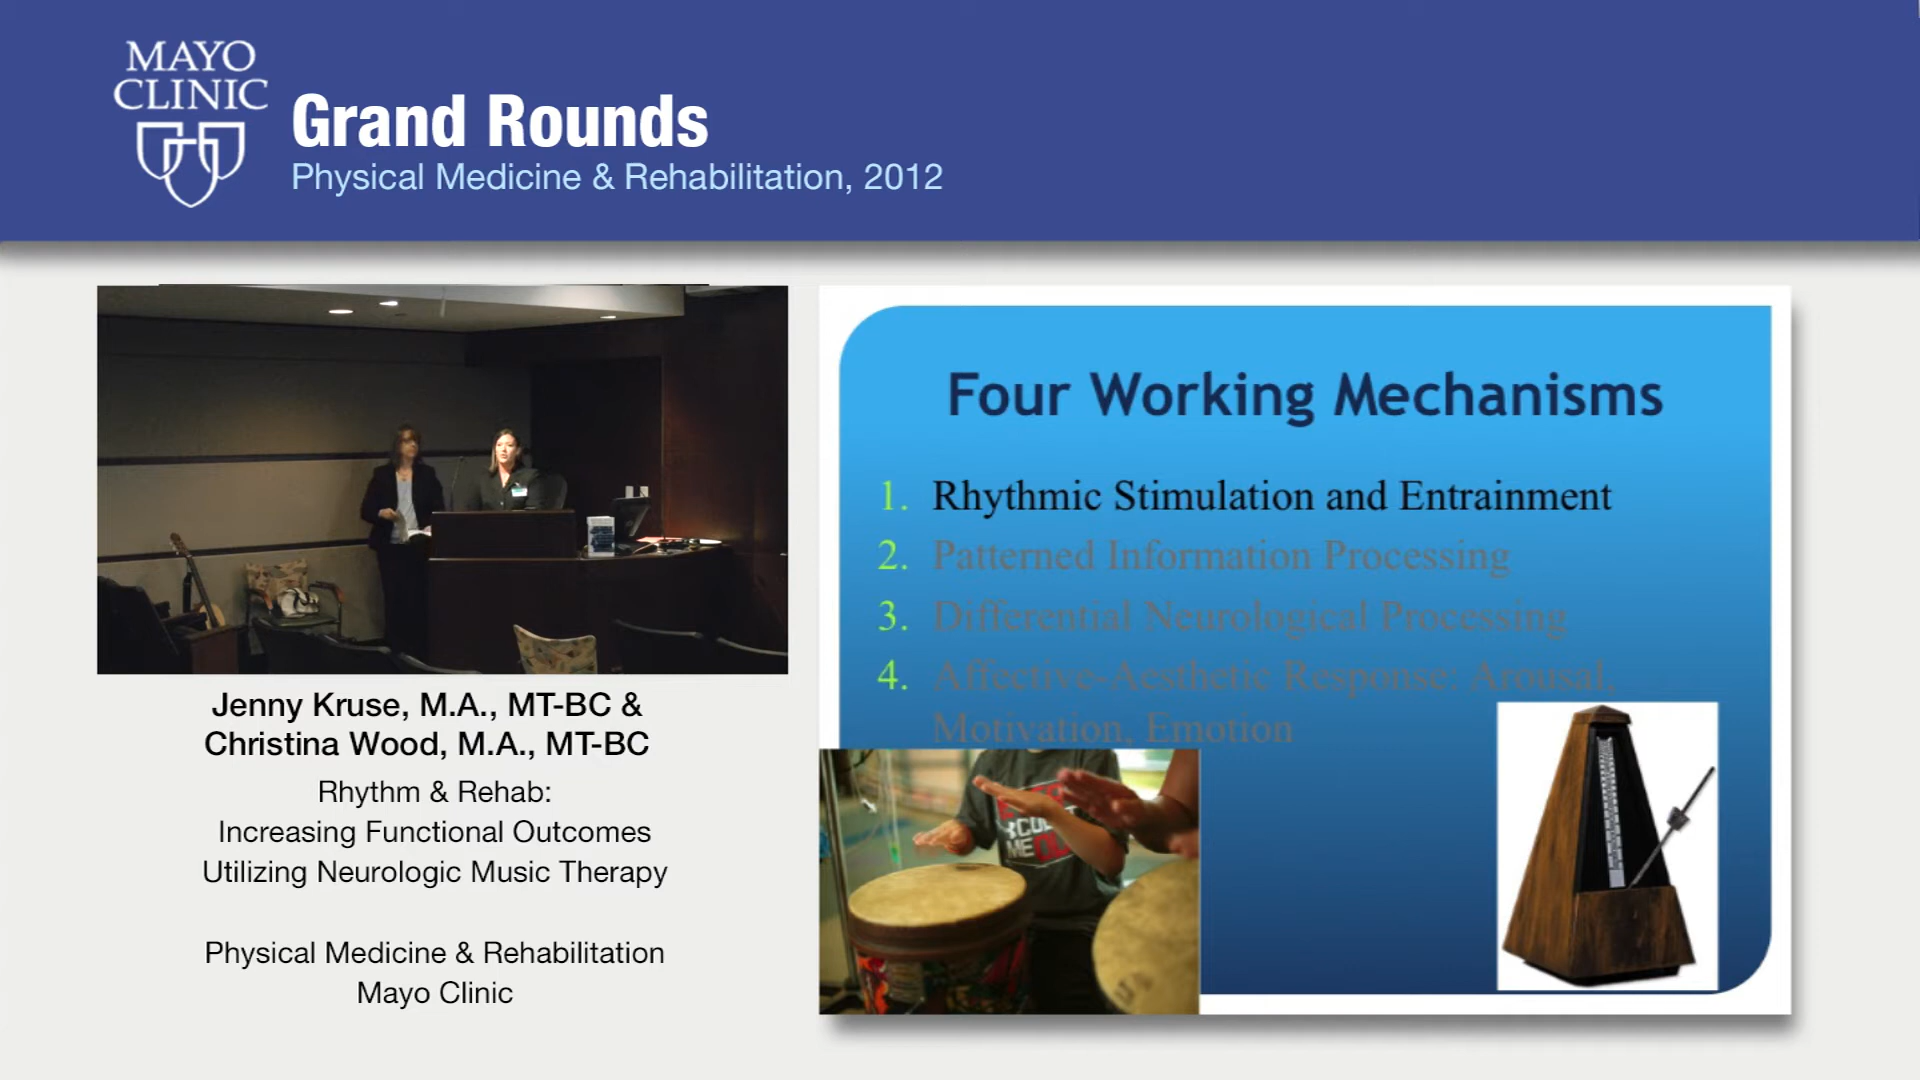 MAYO
CLINIC
Grand Rounds
Physical Medicine & Rehabilitation, 2012
Jenny Kruse, M.A., MT-BC &
Christina Wood, M.A., MT-BC
Rhythm & Rehab:
Increasing Functional Outcomes
Utilizing Neurologic Music Therapy
Physical Medicine & Rehabilitation
Mayo Clinic
Four Working Mechanisms
1. Rhythmic Stimulation and Entrainment
2. Patterned Information Processing
3. Differential Neurological Processing
4. Affective-Aesthetic Response: Arousal,
Motivation, Emotion
ME